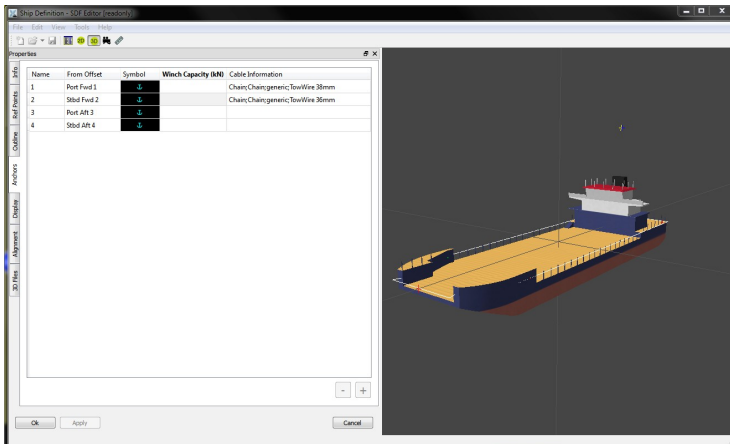 Ship Definition - SDF Editor [readonly]
File Edit View Tools Help
2D 3D
Properties
Info
Ref Points
Outline
Anchors
Display
Alignment
3D Files
Name From Offset Symbol Winch Capacity (kN) Cable Information
1 Port Fwd 1 Chain;Chain;generic;TowWire 38mm
2 Stbd Fwd 2 Chain;Chain;generic;TowWire 36mm
3 Port Aft 3
4 Stbd Aft 4
- +
Ok Apply Cancel